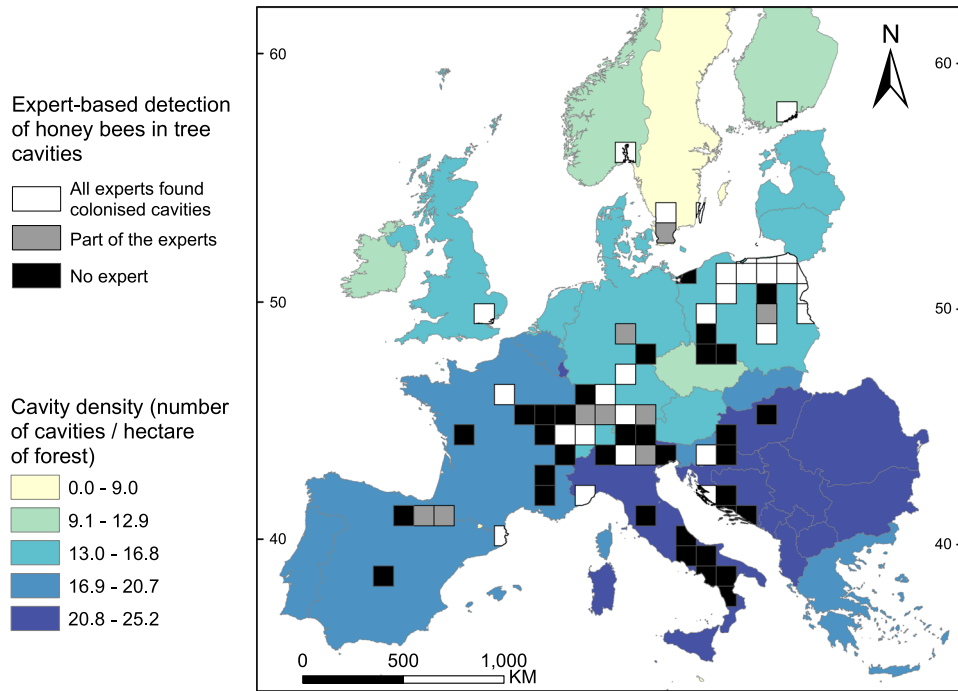 Expert-based detection
of honey bees in tree
cavities
All experts found
colonised cavities
Part of the experts
No expert
Cavity density (number
of cavities / hectare
of forest)
0.0 - 9.0
9.1 - 12.9
13.0 - 16.8
16.9 - 20.7
20.8 - 25.2
60
50
40
N
60
50
40
0
500
1,000
KM